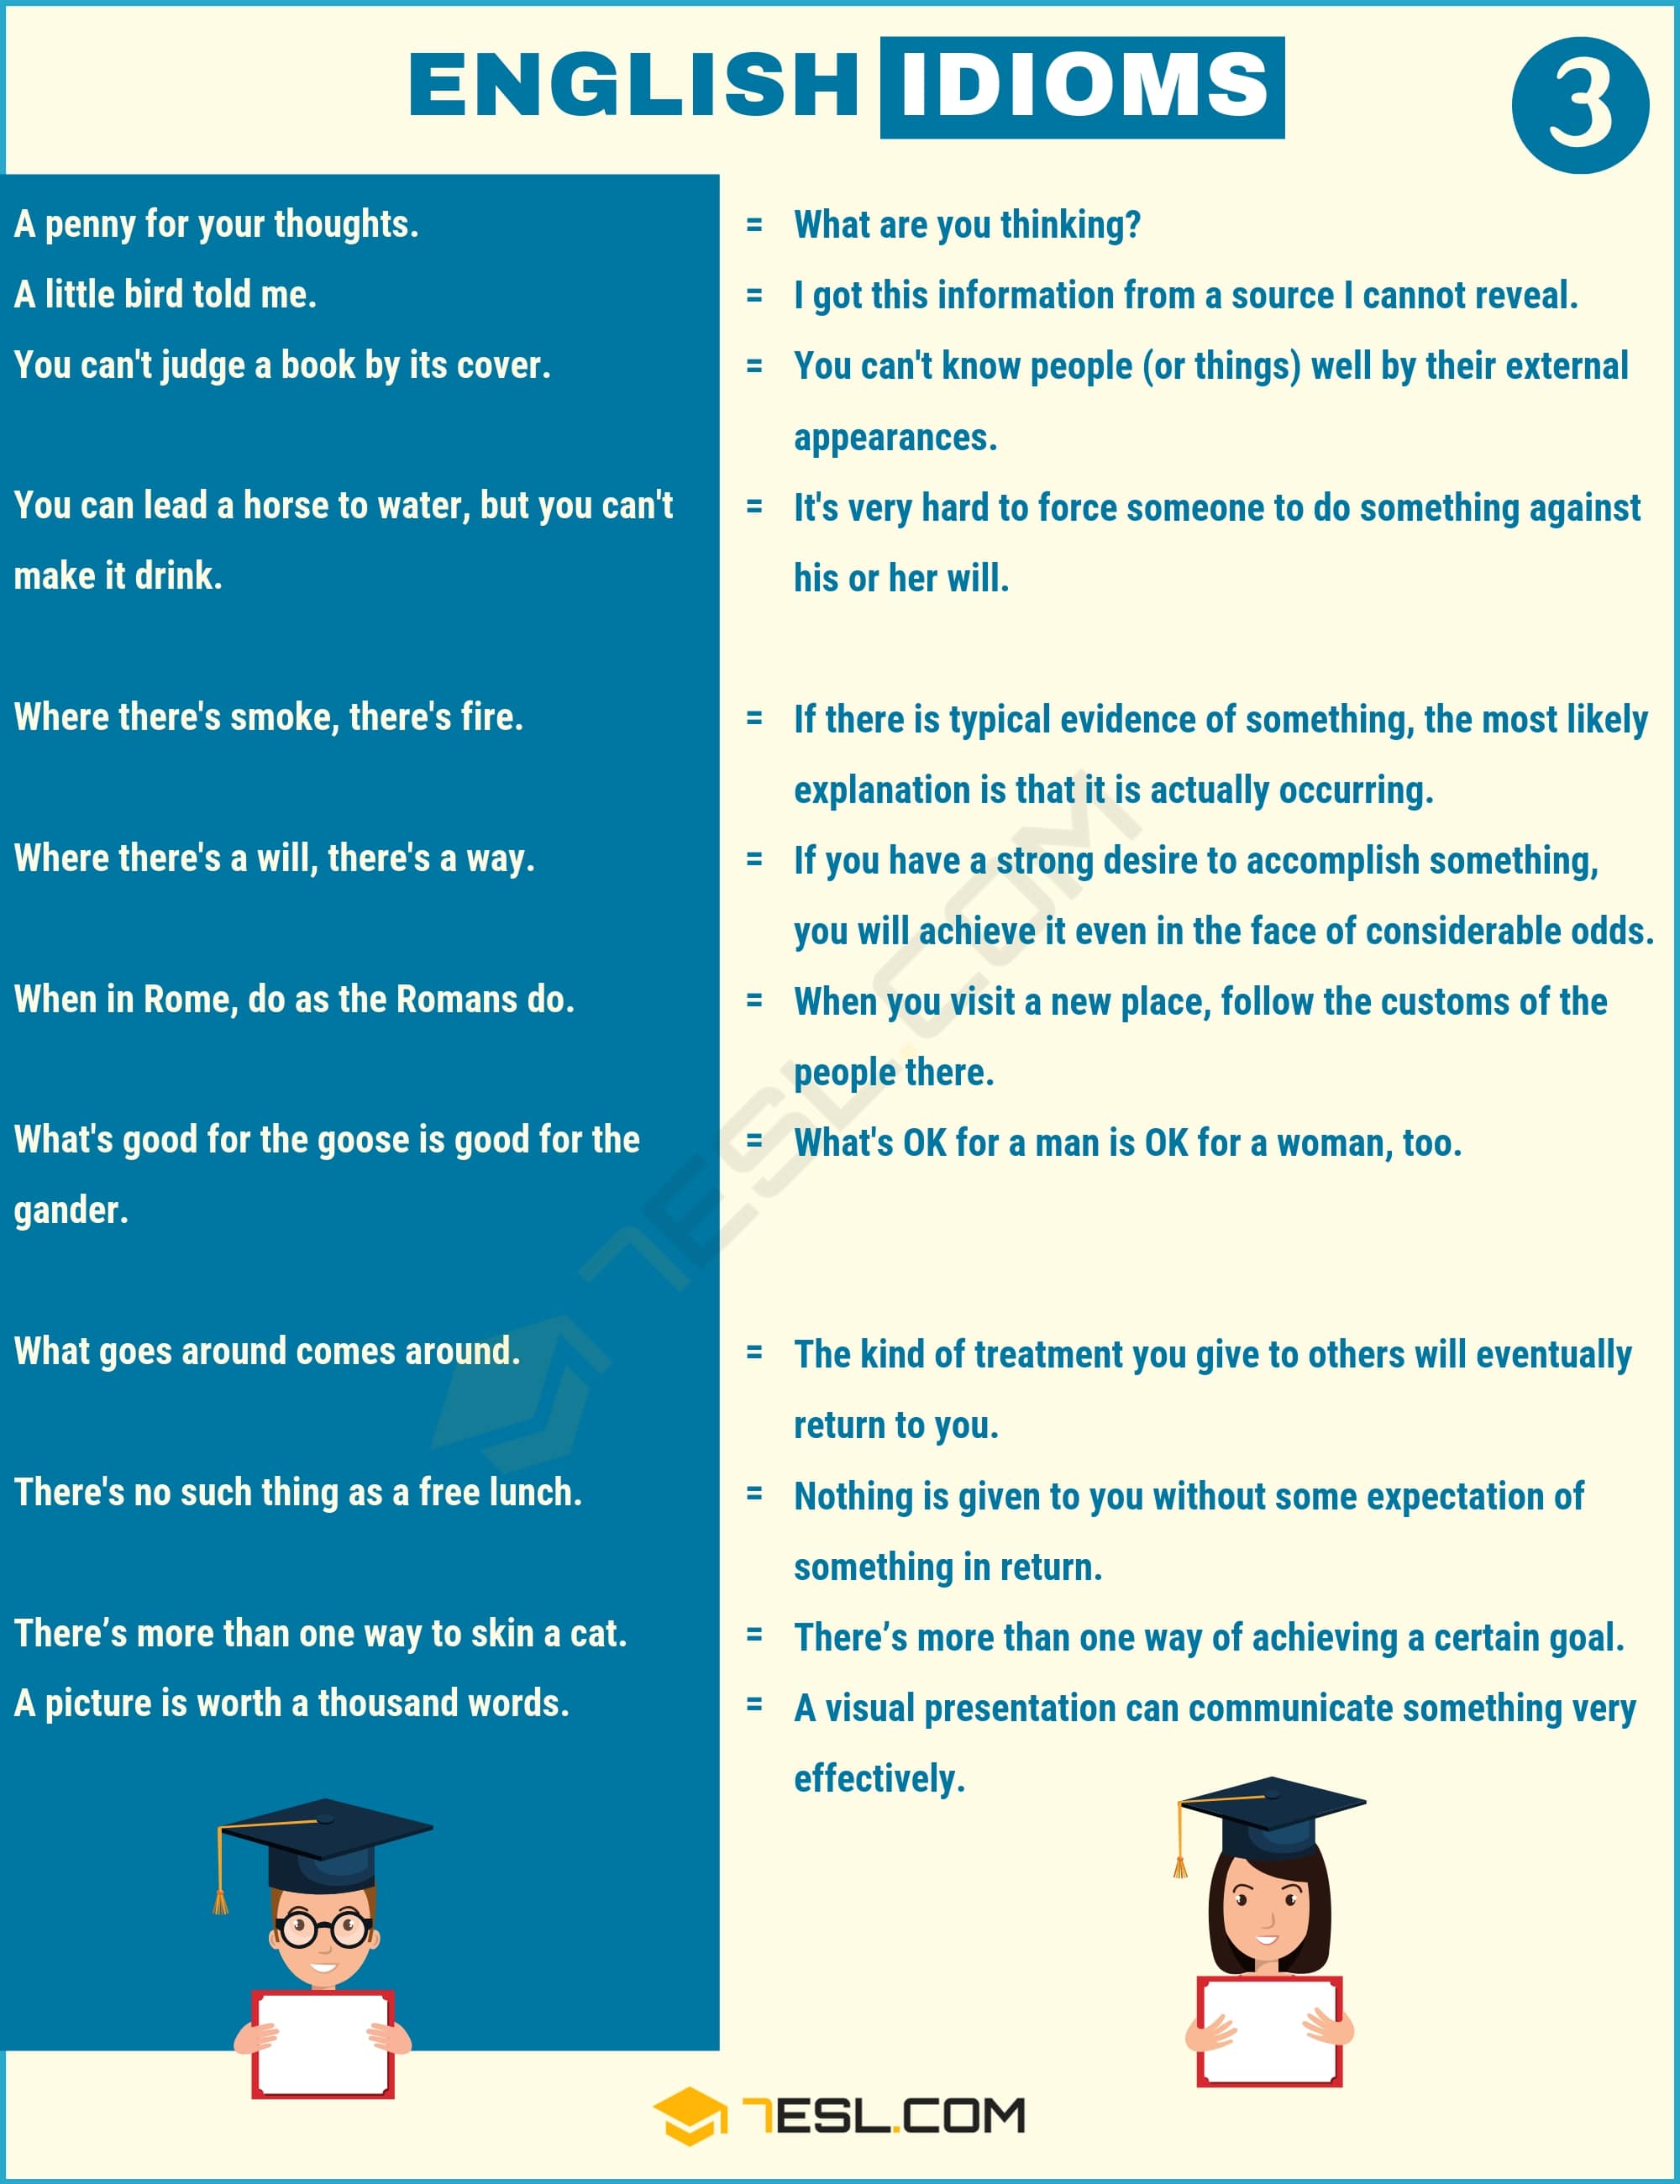 ENGLISH IDIOMS
3
A penny for your thoughts. = What are you thinking?
A little bird told me. = I got this information from a source I cannot reveal.
You can't judge a book by its cover. = You can't know people (or things) well by their external
appearances.
You can lead a horse to water, but you can't = It's very hard to force someone to do something against
make it drink. his or her will.
Where there's smoke, there's fire. = If there is typical evidence of something, the most likely
explanation is that it is actually occurring.
Where there's a will, there's a way. = If you have a strong desire to accomplish something,
you will achieve it even in the face of considerable odds.
When in Rome, do as the Romans do. = When you visit a new place, follow the customs of the
people there.
What's good for the goose is good for the = What's OK for a man is OK for a woman, too.
gander.
What goes around comes around. = The kind of treatment you give to others will eventually
return to you.
There's no such thing as a free lunch. = Nothing is given to you without some expectation of
something in return.
There’s more than one way to skin a cat. = There’s more than one way of achieving a certain goal.
A picture is worth a thousand words. = A visual presentation can communicate something very
effectively.
7ESL.COM
7ESL.COM